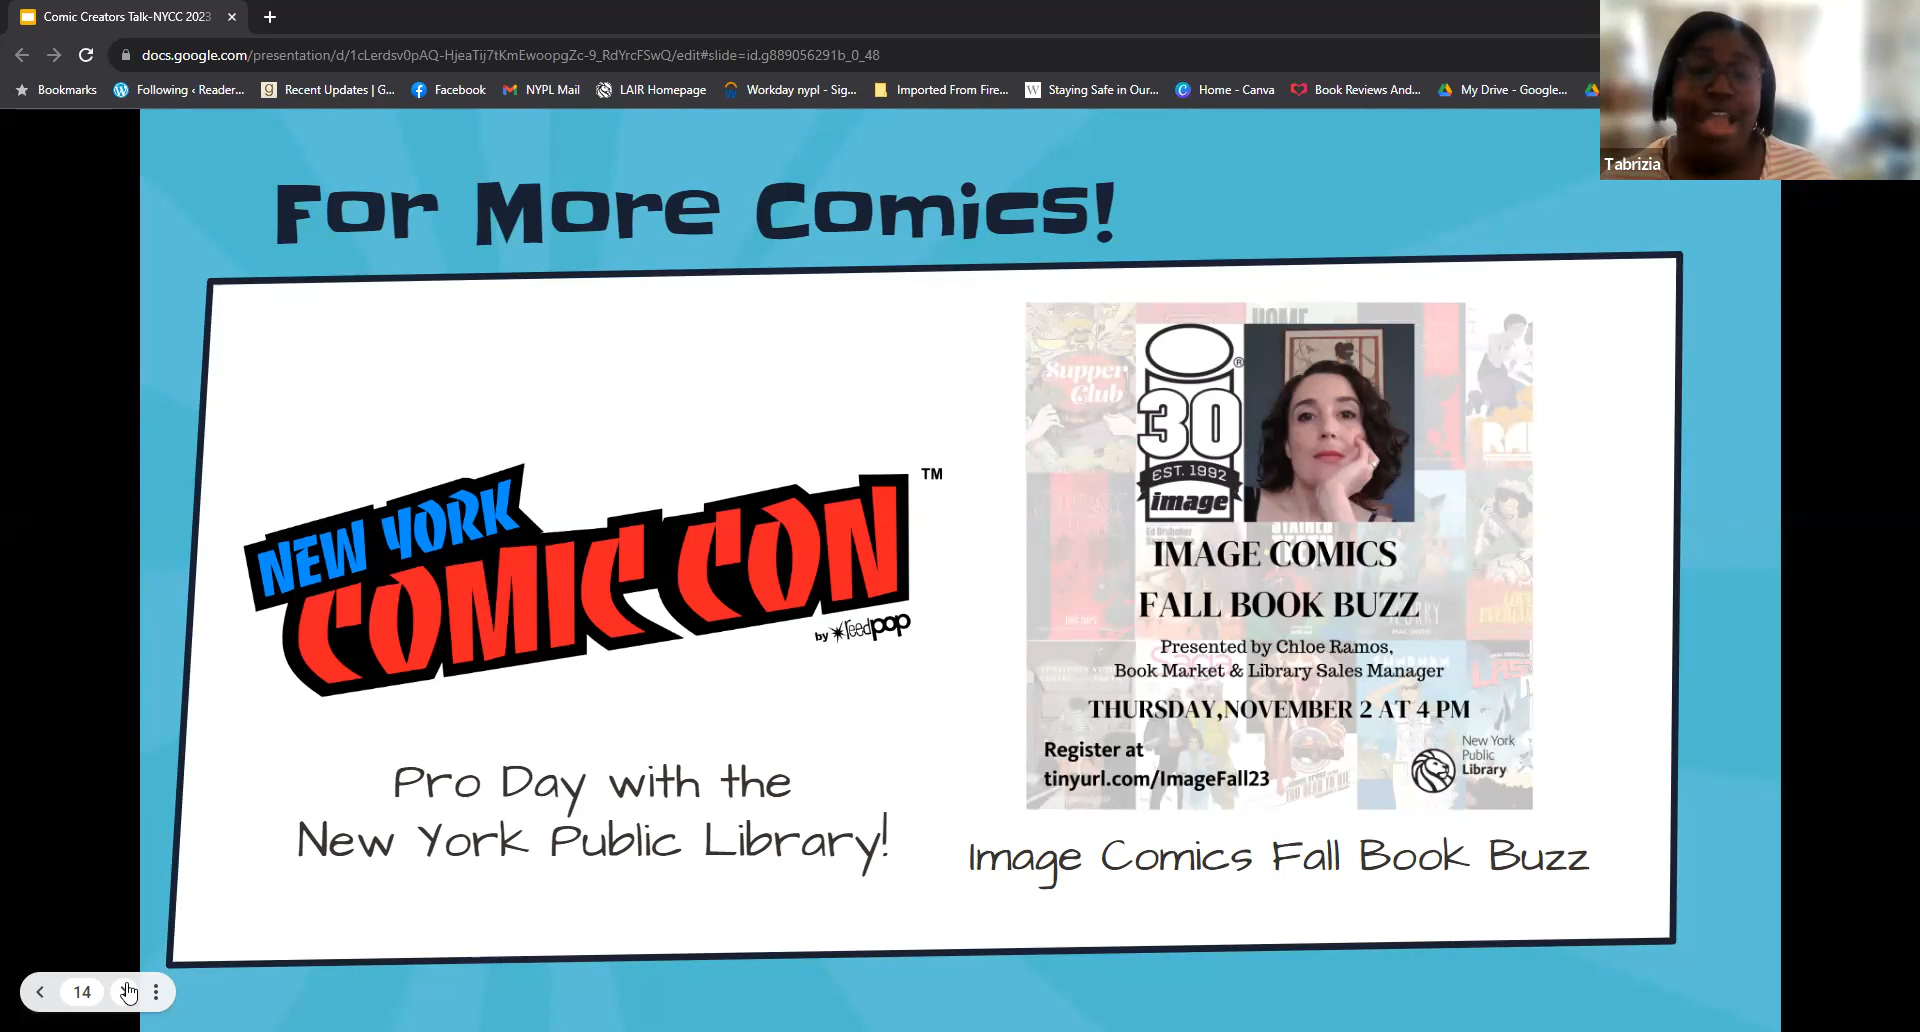 Comic Creators Talk-NYCC 2023
docs.google.com/presentation/d/1cLerdsv0pAQ-HjeaTij7tKmEwoopgZc-9_RdYrcFSwQ/edit#slide=id.g889056291b_0_48
Bookmarks Following ‹ Reader... Recent Updates | G... Facebook NYPL Mail LAIR Homepage Workday nypl - Sig... Imported From Fire... Staying Safe in Our... Home - Canva Book Reviews And... My Drive - Google...
Tabrizia
For More Comics!
NEW YORK
COMIC CON
TM
by reedpop
Pro Day with the
New York Public Library!
Supper
Club
®
30
EST. 1992
image
IMAGE COMICS
FALL BOOK BUZZ
Presented by Chloe Ramos,
Book Market & Library Sales Manager
THURSDAY,NOVEMBER 2 AT 4 PM
Register at
tinyurl.com/ImageFall23
New York
Public
Library
Image Comics Fall Book Buzz
14